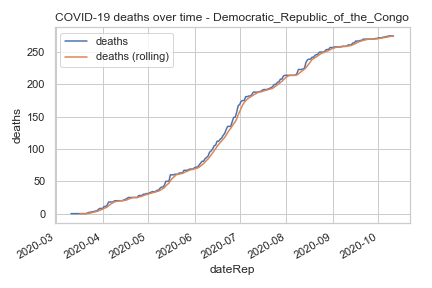 COVID-19 deaths over time - Democratic_Republic_of_the_Congo
deaths
deaths (rolling)
250
200
150
100
50
0
deaths
2020-03
2020-04
2020-05
2020-06
2020-07
2020-08
2020-09
2020-10
dateRep